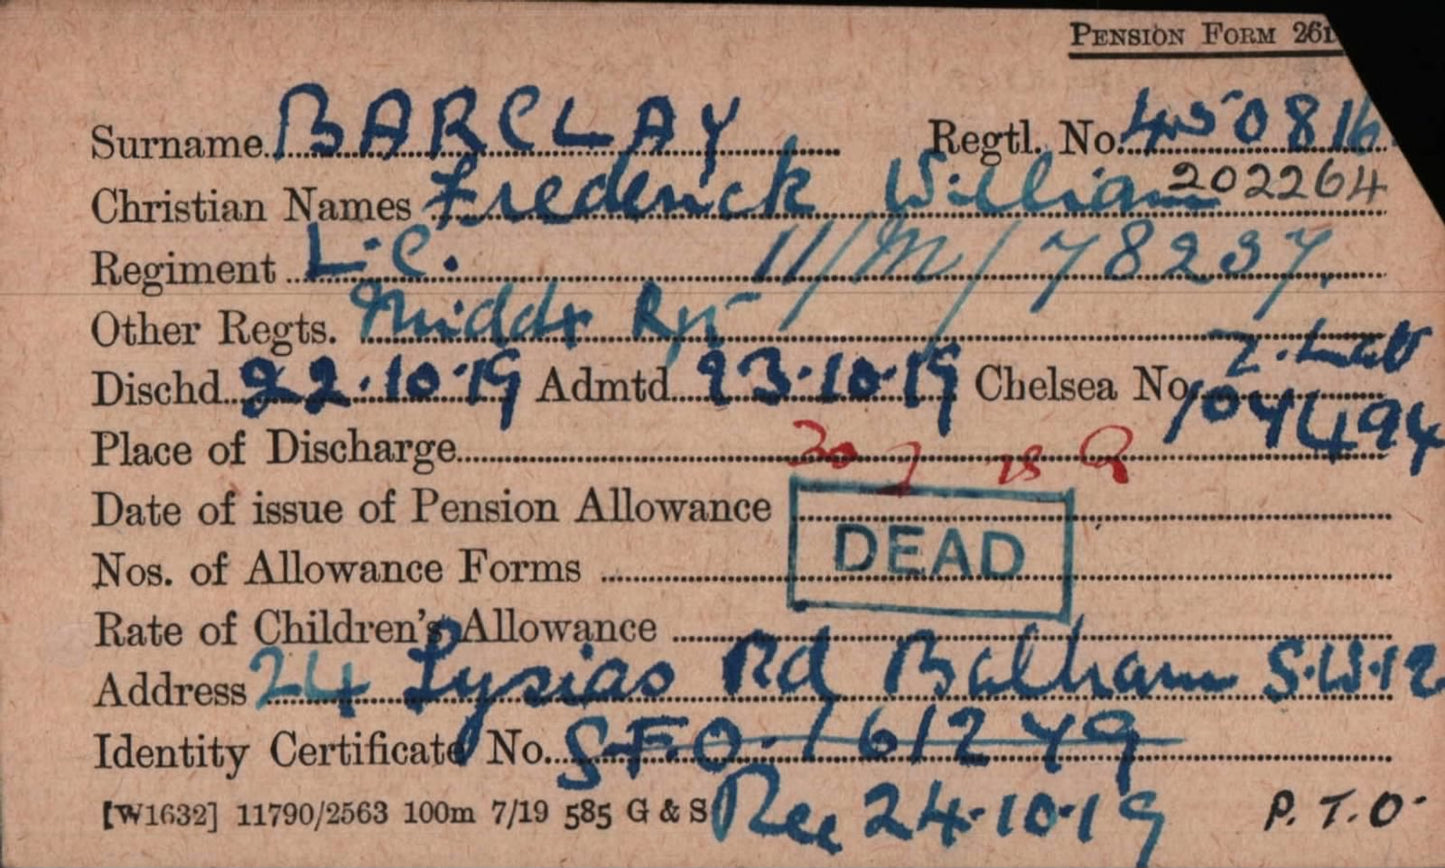 PENSION FORM 261
Surname BARCLAY Regtl. No. 450816
Christian Names Frederick William 202264
Regiment L.C. 11/M/78237.
Other Regts. Middx Rgt
Dischd. 22.10.19 Admtd. 23.10.19 Chelsea No.
104494
Place of Discharge
Date of issue of Pension Allowance
DEAD
Nos. of Allowance Forms
Rate of Children's Allowance
Address 24 Lysias Rd Balham S.W.12
Identity Certificate No. S.F.O. 161279
[W1632] 11790/2563 100m 7/19 585 G & S Rec 24.10.19 P.T.O.